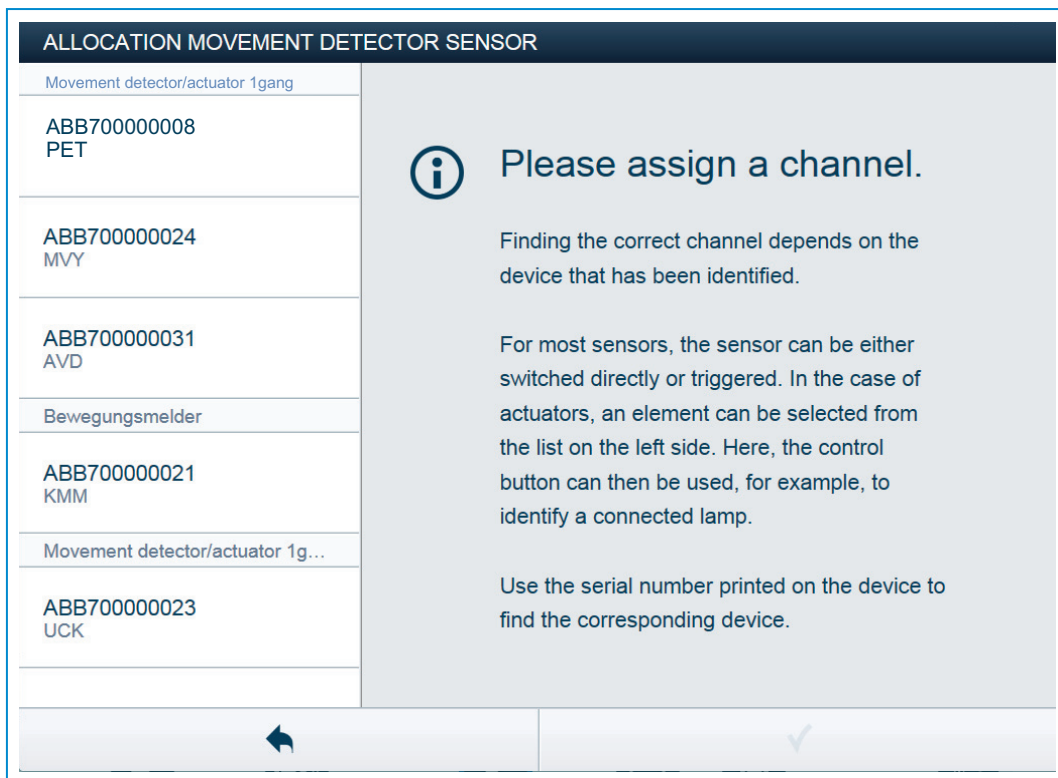 ALLOCATION MOVEMENT DETECTOR SENSOR
Movement detector/actuator 1gang
ABB700000008
PET
ABB700000024
MVY
ABB700000031
AVD
Bewegungsmelder
ABB700000021
KMM
Movement detector/actuator 1g...
ABB700000023
UCK
Please assign a channel.
Finding the correct channel depends on the
device that has been identified.
For most sensors, the sensor can be either
switched directly or triggered. In the case of
actuators, an element can be selected from
the list on the left side. Here, the control
button can then be used, for example, to
identify a connected lamp.
Use the serial number printed on the device to
find the corresponding device.